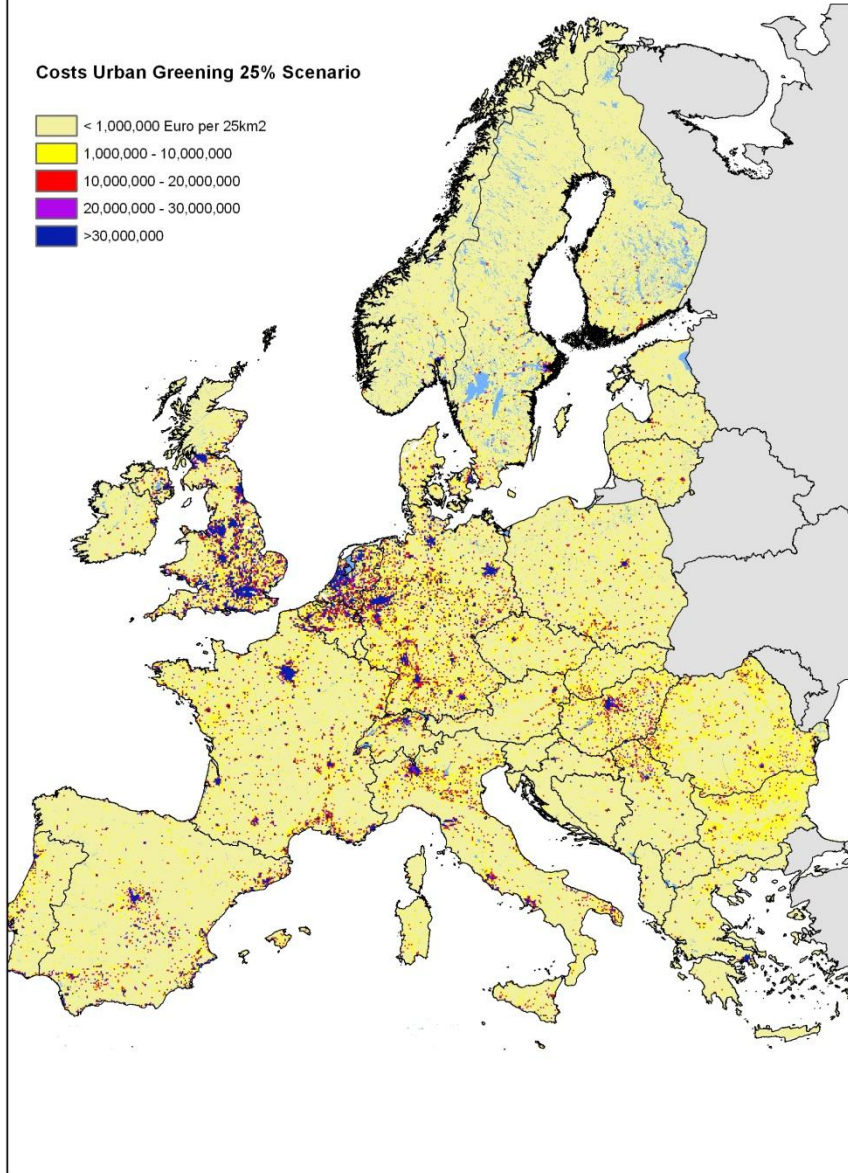 Costs Urban Greening 25% Scenario
< 1,000,000 Euro per 25km2
1,000,000 - 10,000,000
10,000,000 - 20,000,000
20,000,000 - 30,000,000
>30,000,000